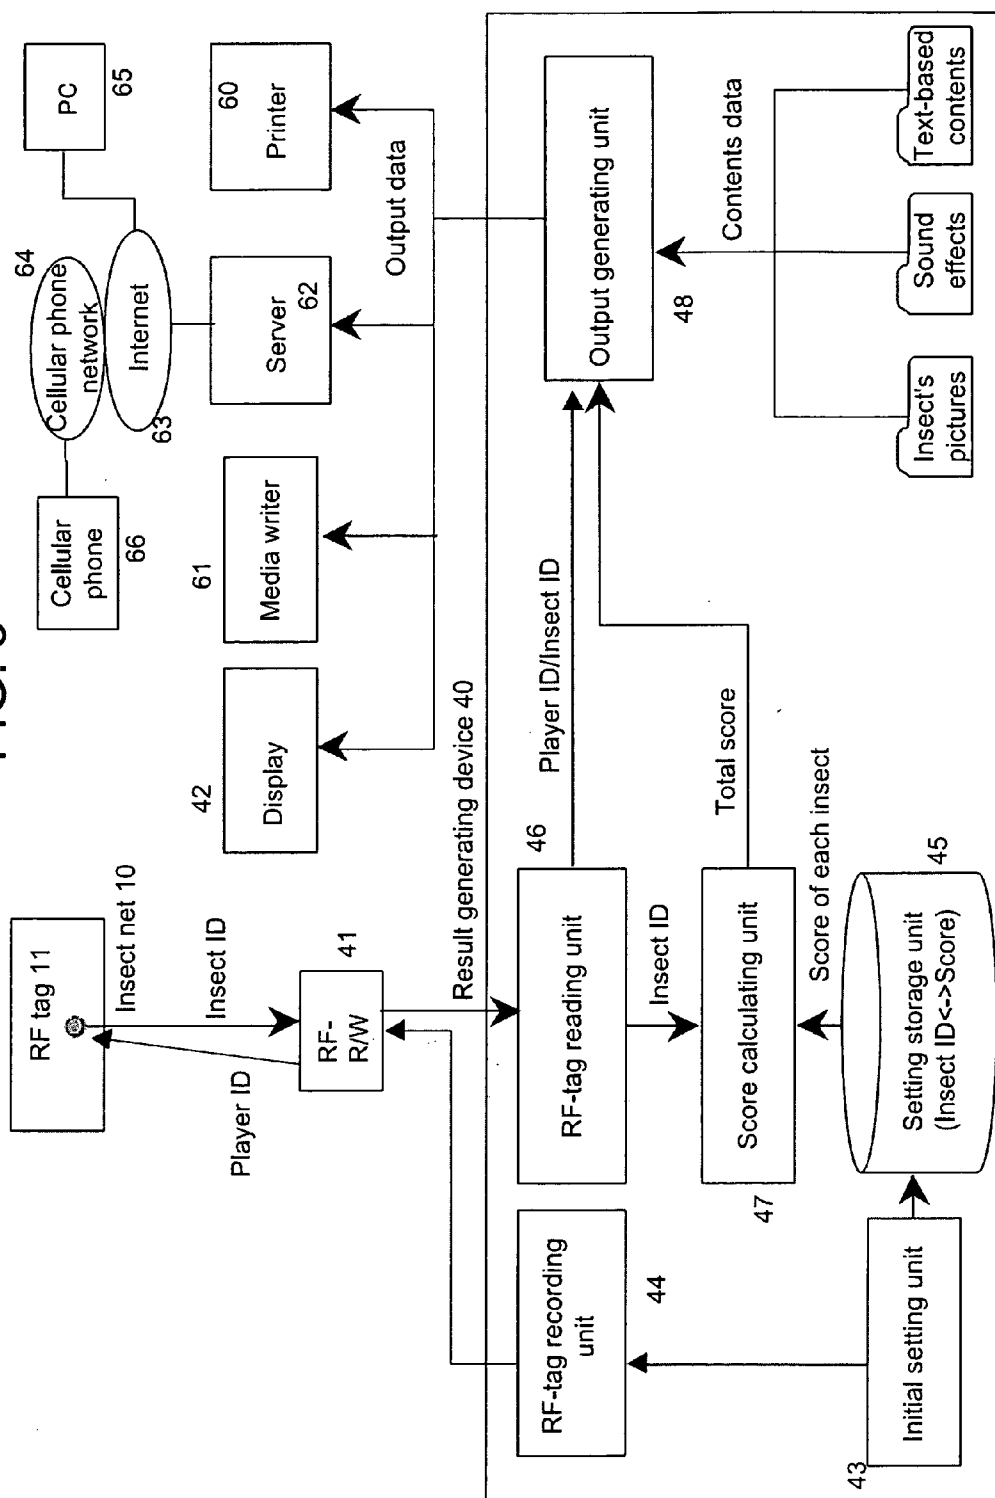 RF tag 11
Inset net 10
Insect ID
Player ID
RF-
R/W
41
Result generating device 40
42
Display
61
Media writer
Server
62
60
Printer
Output data
Cellular
phone
66
64
Cellular phone
network
Internet
63
PC
65
RF-tag recording
unit
44
46
RF-tag reading unit
Player ID/Insect ID
Output generating unit
48
Insect ID
47
Score calculating unit
Total score
Score of each insect
43
Initial setting unit
45
Setting storage unit
(Insect ID<->Score)
Contents data
Insect's
pictures
Sound
effects
Text-based
contents